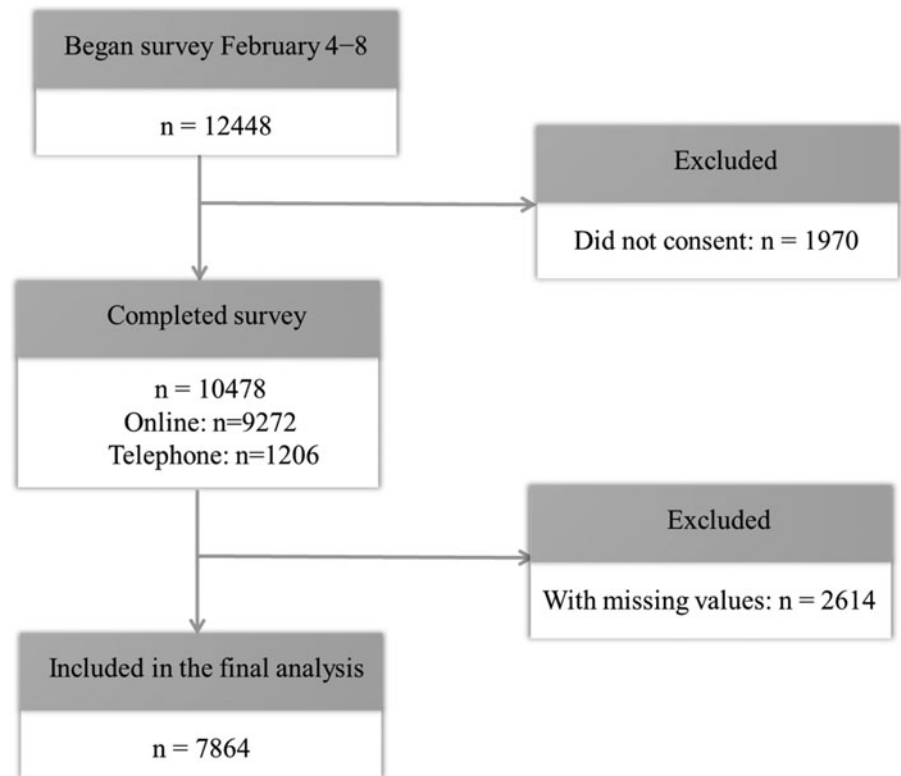 Began survey February 4–8
n = 12448
Excluded
Did not consent: n = 1970
Completed survey
n = 10478
Online: n=9272
Telephone: n=1206
Excluded
With missing values: n = 2614
Included in the final analysis
n = 7864